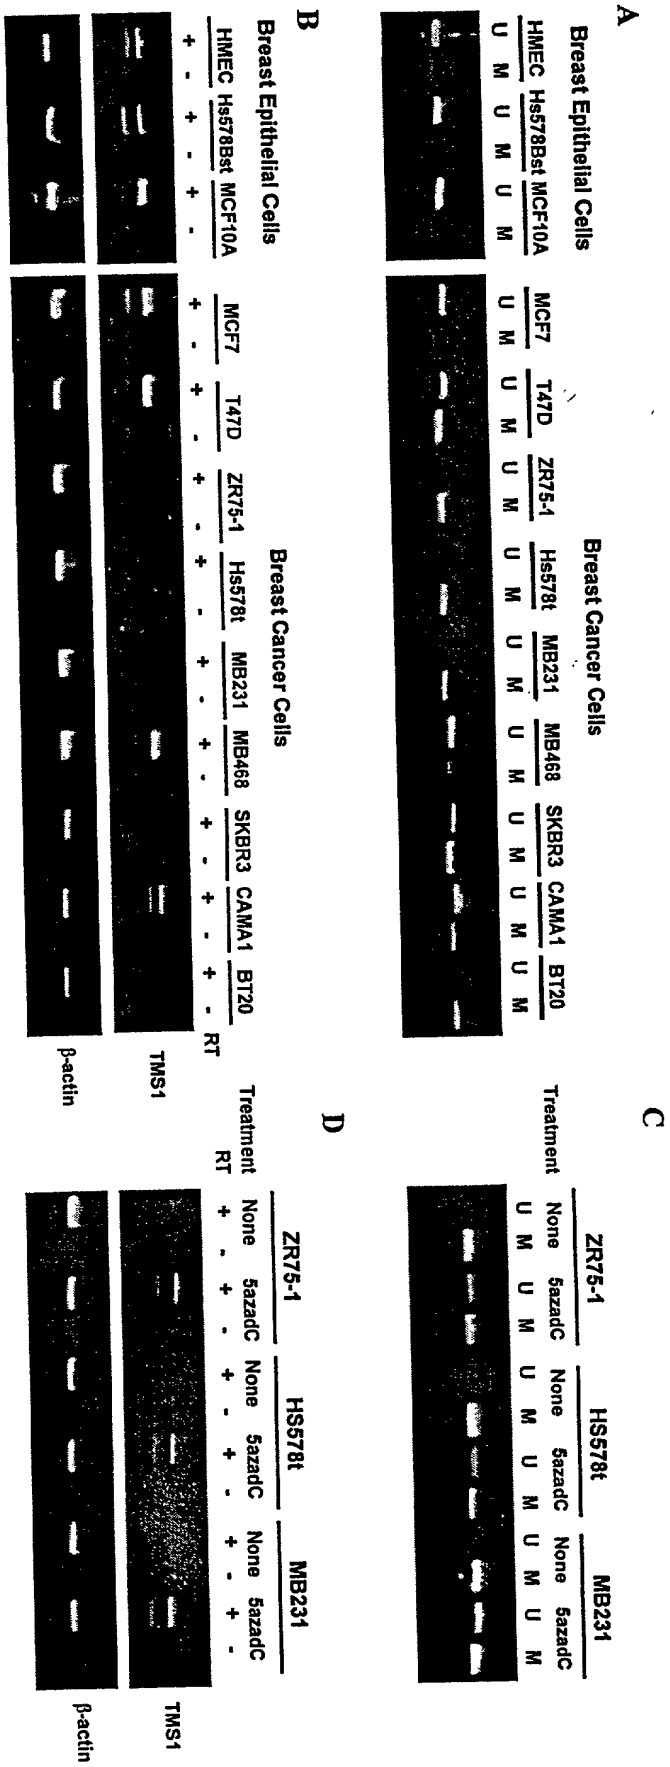 A
Breast Epithelial Cells
Breast Cancer Cells
HMEC Hs578Bst MCF10A MCF7 T47D ZR75-1 Hs578t MB231 MB468 SKBR3 CAMA1 BT20
U M U M U M U M U M U M U M U M U M U M U M U M
B
Breast Epithelial Cells
Breast Cancer Cells
HMEC Hs578Bst MCF10A MCF7 T47D ZR75-1 Hs578t MB231 MB468 SKBR3 CAMA1 BT20
+ - + - + - + - + - + - + - + - + - + - + - + - RT
TMS1
β-actin
C
ZR75-1 HS578t MB231
Treatment None 5azadC None 5azadC None 5azadC
U M U M U M U M U M U M
D
ZR75-1 HS578t MB231
Treatment None 5azadC None 5azadC None 5azadC
RT + - + - + - + - + - + -
TMS1
β-actin